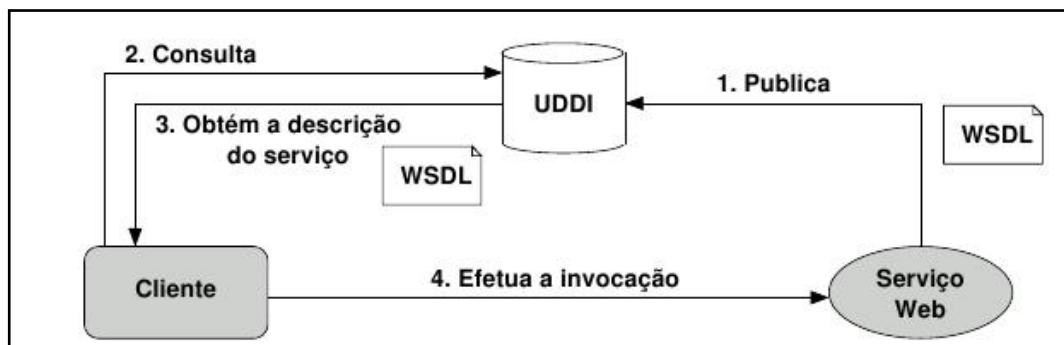 2. Consulta
1. Publica
UDDI
3. Obtém a descrição
do serviço
WSDL
WSDL
Cliente
4. Efetua a invocação
Serviço
Web